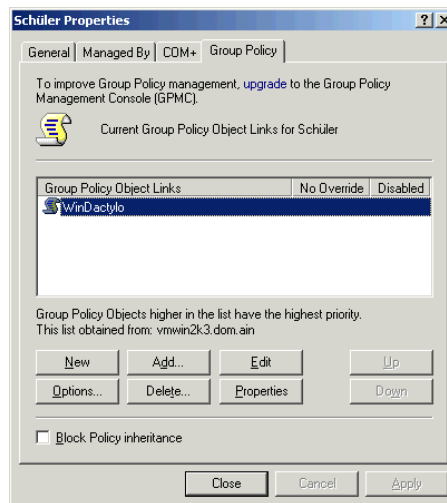 Schüler Properties
General Managed By COM+ Group Policy
To improve Group Policy management, upgrade to the Group Policy
Management Console (GPMC).
Current Group Policy Object Links for Schüler
Group Policy Object Links No Override Disabled
WinDactylo
Group Policy Objects higher in the list have the highest priority.
This list obtained from: vmwin2k3.dom.ain
New Add... Edit Up
Options... Delete... Properties Down
Block Policy inheritance
Close Cancel Apply